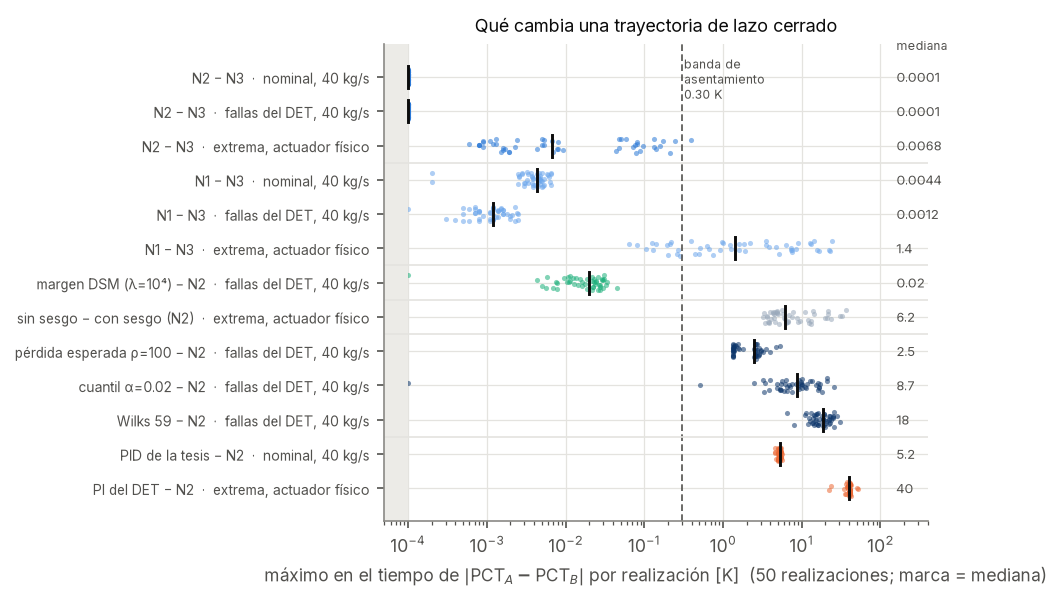 Qué cambia una trayectoria de lazo cerrado
mediana
banda de
asentamiento
0.30 K
N2 − N3 · nominal, 40 kg/s 0.0001
N2 − N3 · fallas del DET, 40 kg/s 0.0001
N2 − N3 · extrema, actuador físico 0.0068
N1 − N3 · nominal, 40 kg/s 0.0044
N1 − N3 · fallas del DET, 40 kg/s 0.0012
N1 − N3 · extrema, actuador físico 1.4
margen DSM (λ=10⁴) − N2 · fallas del DET, 40 kg/s 0.02
sin sesgo − con sesgo (N2) · extrema, actuador físico 6.2
pérdida esperada ρ=100 − N2 · fallas del DET, 40 kg/s 2.5
cuantil α=0.02 − N2 · fallas del DET, 40 kg/s 8.7
Wilks 59 − N2 · fallas del DET, 40 kg/s 18
PID de la tesis − N2 · nominal, 40 kg/s 5.2
PI del DET − N2 · extrema, actuador físico 40
10⁻⁴ 10⁻³ 10⁻² 10⁻¹ 10⁰ 10¹ 10²
máximo en el tiempo de |PCT_A − PCT_B| por realización [K] (50 realizaciones; marca = mediana)